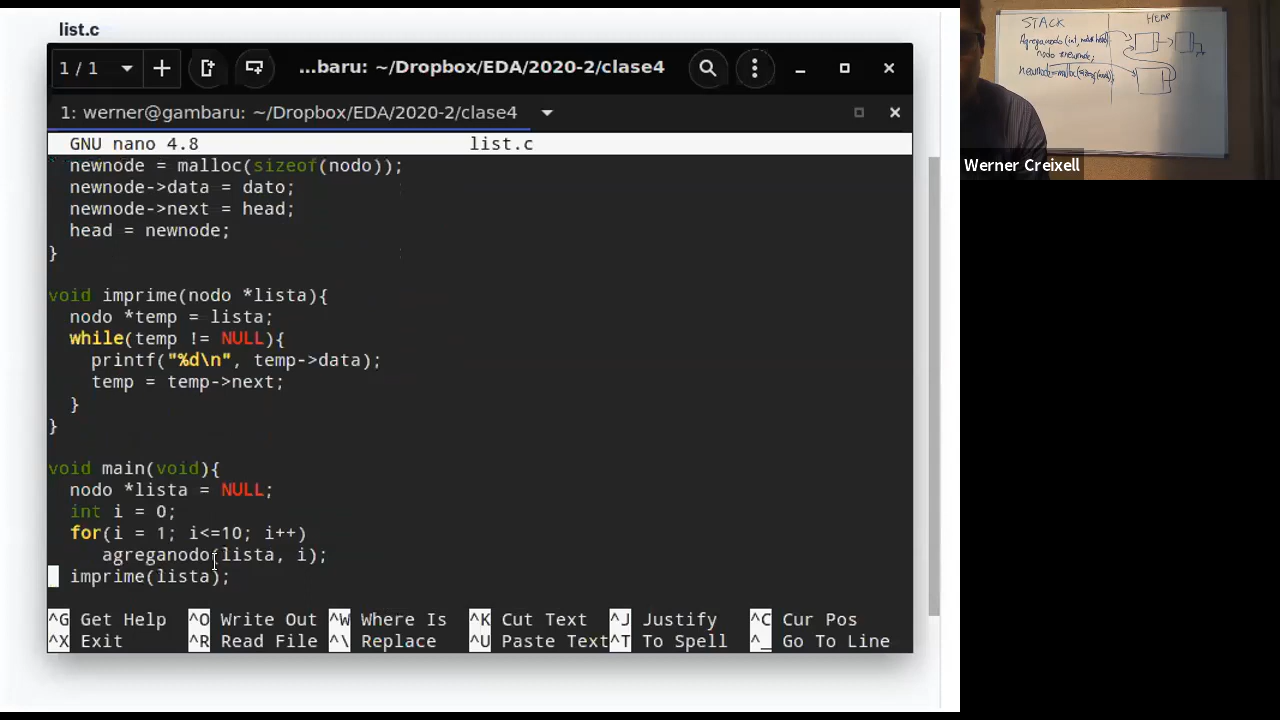 list.c
1 / 1
...baru: ~/Dropbox/EDA/2020-2/clase4
1: werner@gambaru: ~/Dropbox/EDA/2020-2/clase4
GNU nano 4.8 list.c
newnode = malloc(sizeof(nodo));
newnode->data = dato;
newnode->next = head;
head = newnode;
}
void imprime(nodo *lista){
nodo *temp = lista;
while(temp != NULL){
printf("%d\n", temp->data);
temp = temp->next;
}
}
void main(void){
nodo *lista = NULL;
int i = 0;
for(i = 1; i<=10; i++)
agreganodo(lista, i);
imprime(lista);
^G Get Help ^O Write Out ^W Where Is ^K Cut Text ^J Justify ^C Cur Pos
^X Exit ^R Read File ^\ Replace ^U Paste Text ^T To Spell ^_ Go To Line
STACK HEAP
Werner Creixell